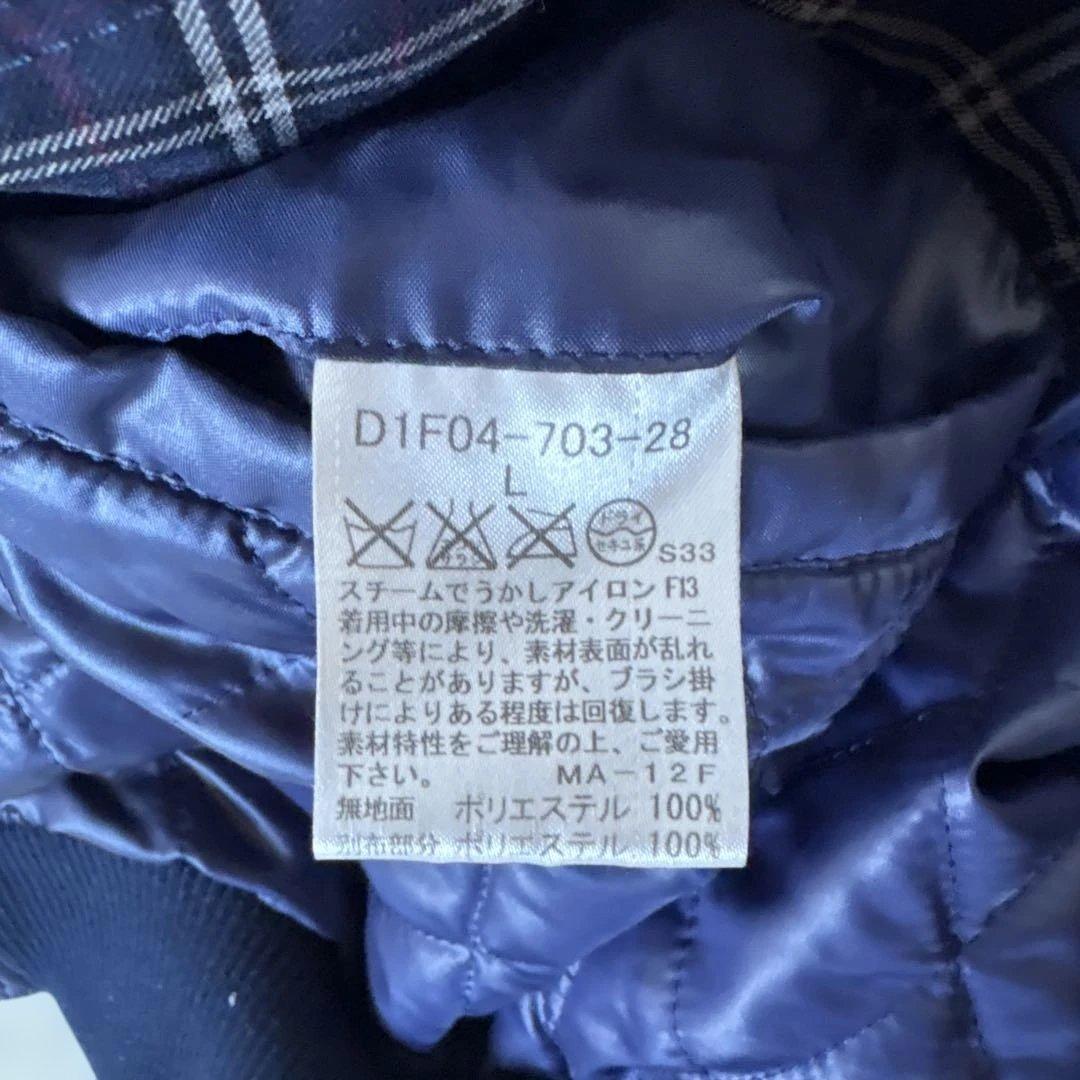 D1F04-703-28
L
エンソサラシ ドライ セキユ系 S33
スチームでうかしアイロン F13
着用中の摩擦や洗濯・クリーニ
ング等により、素材表面が乱れ
ることがありますが、ブラシ掛
けによりある程度は回復します。
素材特性をご理解の上、ご愛用
下さい。 MA-12F
無地面 ポリエステル 100%
別布部分 ポリエステル 100%